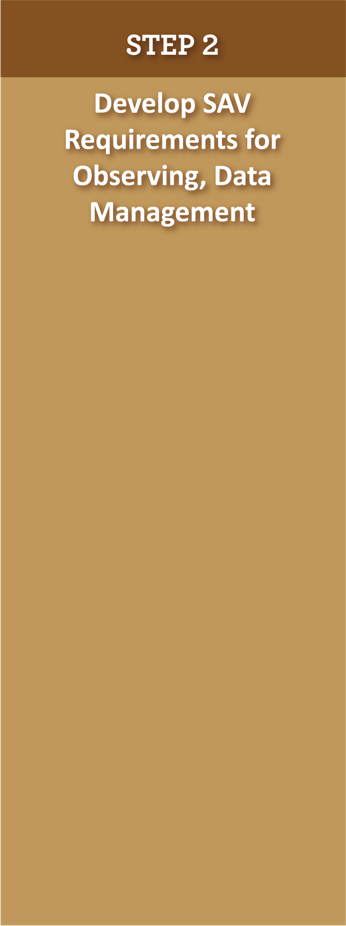 STEP 2
Develop SAV
Requirements for
Observing, Data
Management